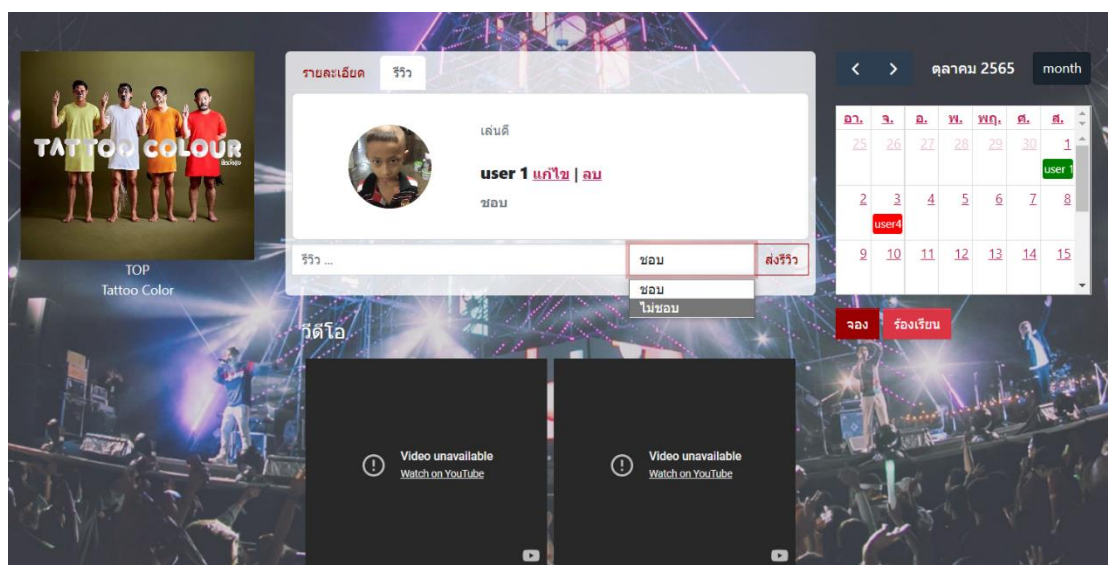 TATTOO COLOUR
TOP
Tattoo Color
รายละเอียด
รีวิว
เล่นดี
user 1 แก้ไข | ลบ
ชอบ
รีวิว ...
ชอบ
ส่งรีวิว
ชอบ
ไม่ชอบ
วีดีโอ
Video unavailable
Watch on YouTube
Video unavailable
Watch on YouTube
ตุลาคม 2565
month
อา. จ. อ. พ. พฤ. ศ. ส.
25 26 27 28 29 30 1
user 1
2 3 4 5 6 7 8
user4
9 10 11 12 13 14 15
จอง
ร้องเรียน